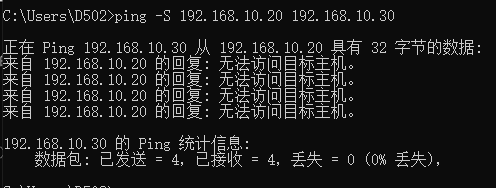 C:\Users\D502>ping -S 192.168.10.20 192.168.10.30
正在 Ping 192.168.10.30 从 192.168.10.20 具有 32 字节的数据:
来自 192.168.10.20 的回复: 无法访问目标主机。
来自 192.168.10.20 的回复: 无法访问目标主机。
来自 192.168.10.20 的回复: 无法访问目标主机。
来自 192.168.10.20 的回复: 无法访问目标主机。
192.168.10.30 的 Ping 统计信息:
数据包: 已发送 = 4，已接收 = 4，丢失 = 0 (0% 丢失)，